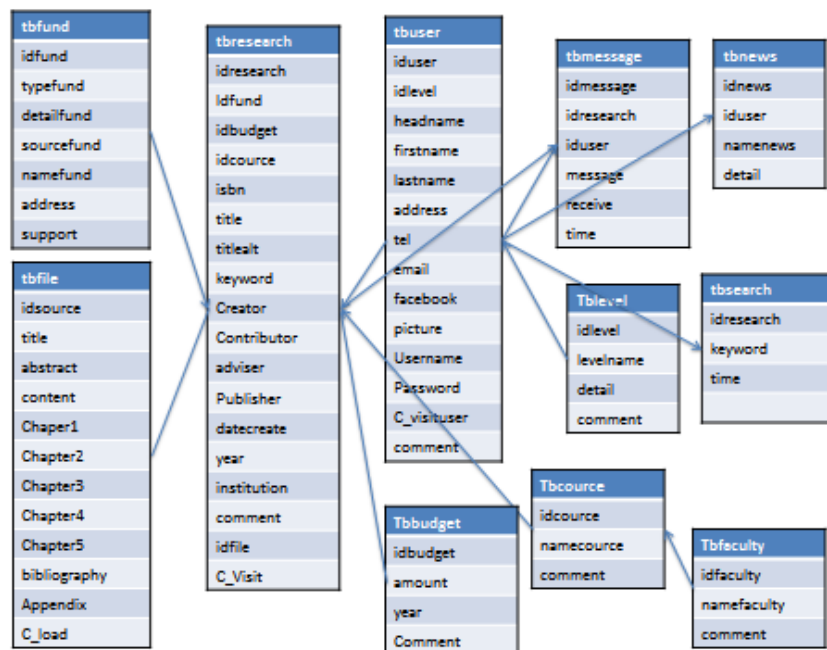 tbfund
idfund
typefund
detailfund
sourcefund
namefund
address
support
tbfile
idsource
title
abstract
content
Chaper1
Chapter2
Chapter3
Chapter4
Chapter5
bibliography
Appendix
C_load
tbresearch
idresearch
Idfund
idbudget
idcource
isbn
title
titlealt
keyword
Creator
Contributor
adviser
Publisher
datecreate
year
institution
comment
idfile
C_Visit
tbuser
iduser
idlevel
headname
firstname
lastname
address
tel
email
facebook
picture
Username
Password
C_visituser
comment
Tbbudget
idbudget
amount
year
Comment
tbmessage
idmessage
idresearch
iduser
message
receive
time
Tblevel
idlevel
levelname
detail
comment
Tbcource
idcource
namecource
comment
tbnews
idnews
iduser
namenews
detail
tbsearch
idresearch
keyword
time
Tbfaculty
idfaculty
namefaculty
comment